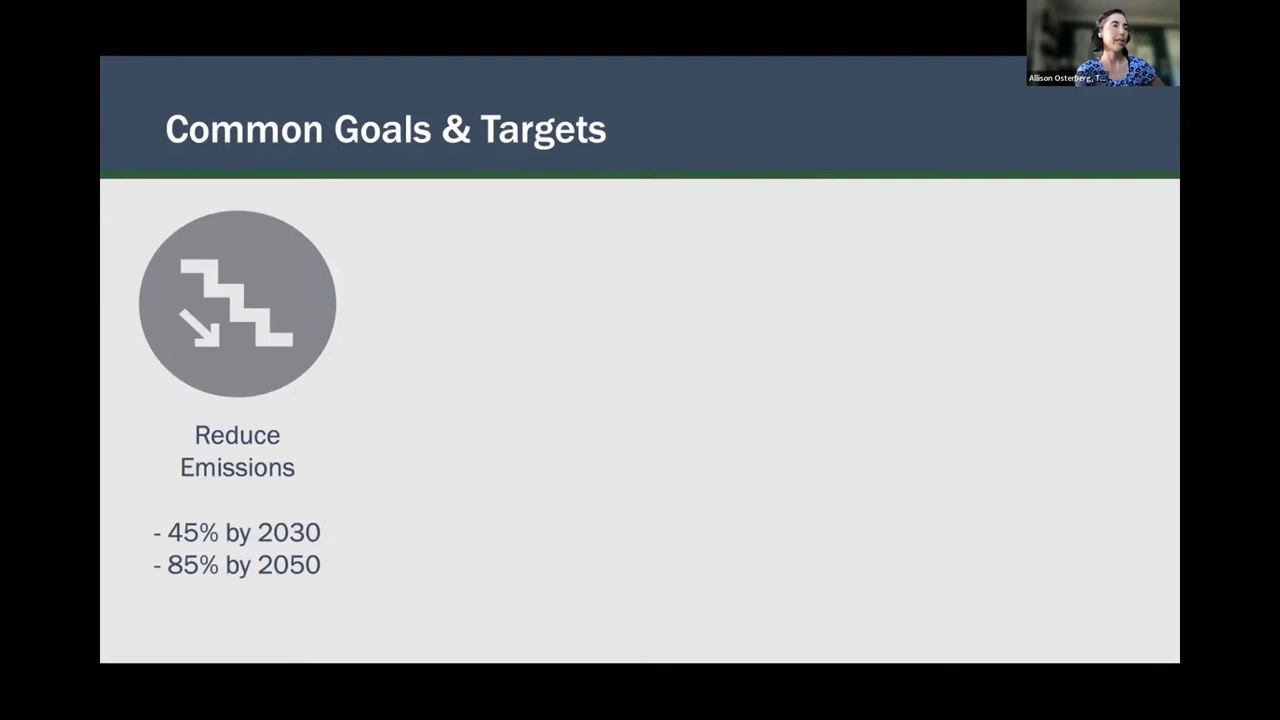 Allison Osterberg, T...
Common Goals & Targets
Reduce
Emissions
- 45% by 2030
- 85% by 2050